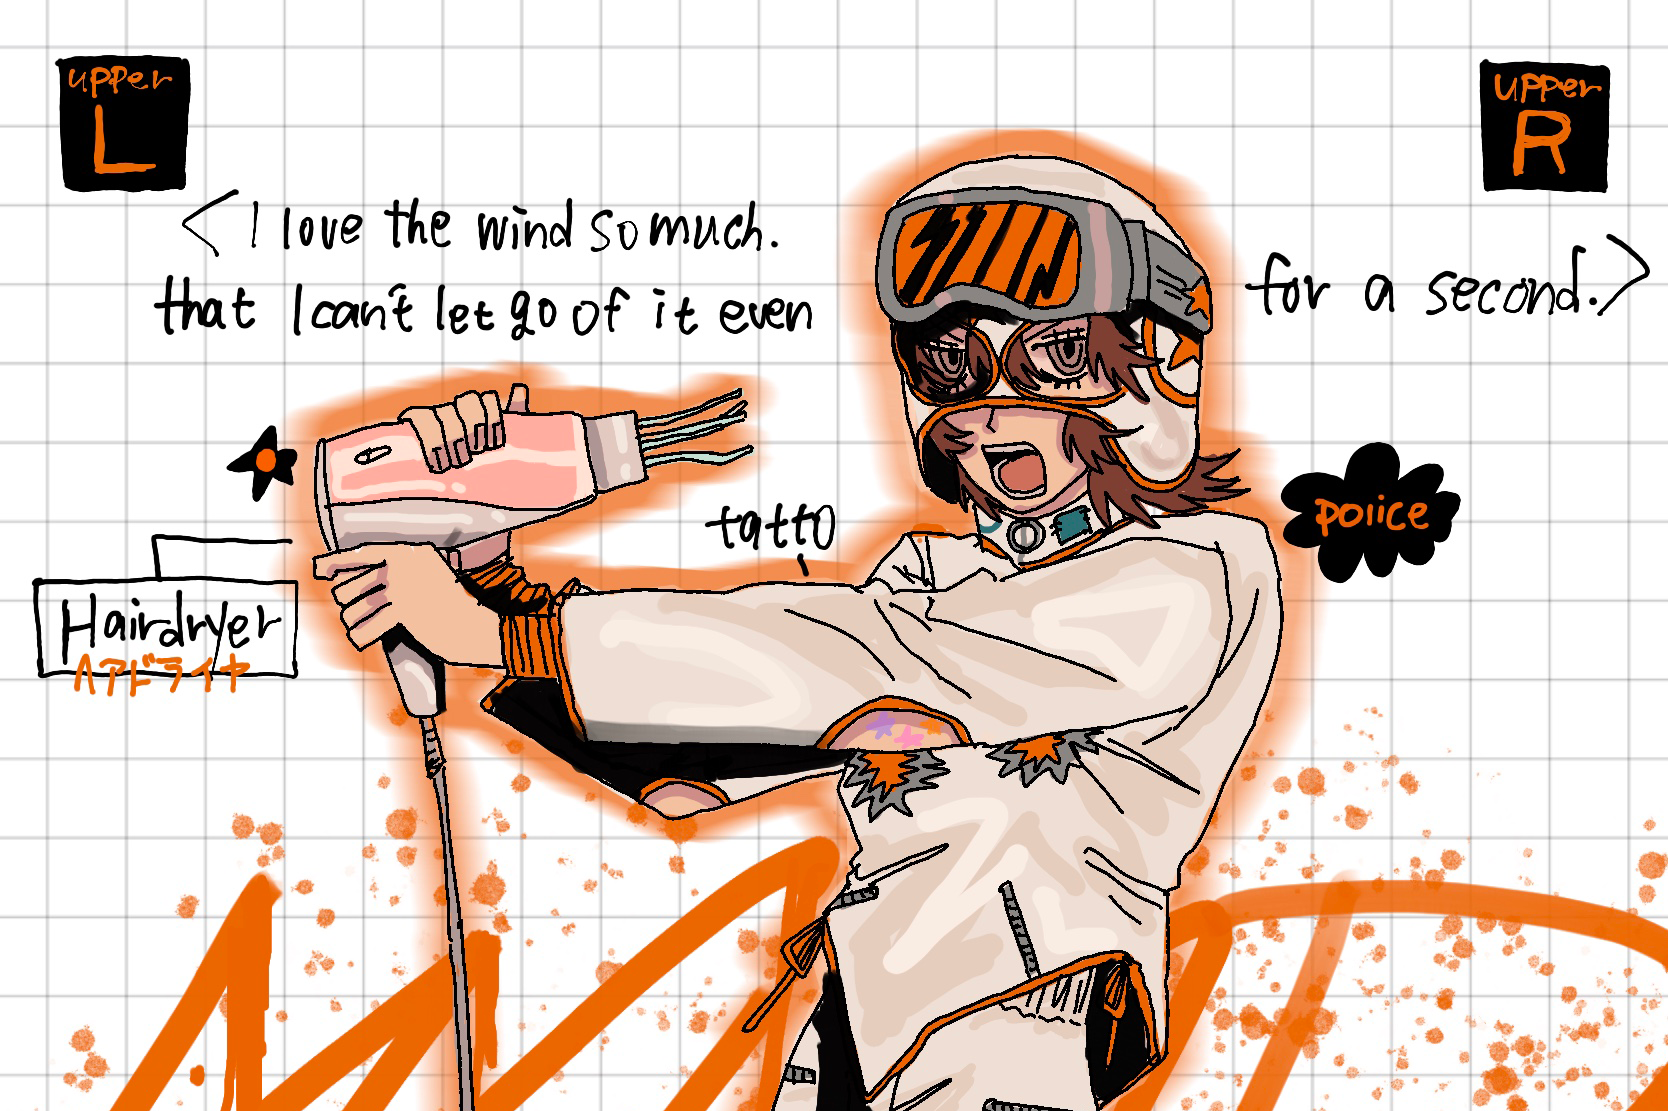 upper
L
upper
R
<I love the wind so much.
that I can't let go of it even
for a second.>
tatto
police
Hairdryer
ヘアドライヤ